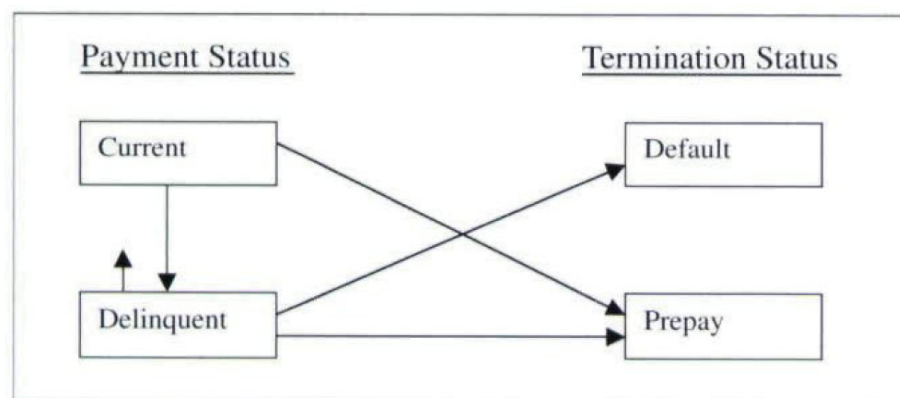 Payment Status
Termination Status
Current
Default
Delinquent
Prepay